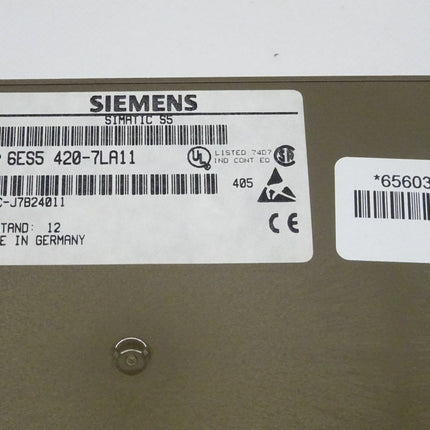 SIEMENS
SIMATIC S5
6ES5 420-7LA11
UL LISTED 74D7
IND CONT EQ
405
C-J7B24011
TAND: 12
E IN GERMANY
CE
*65603